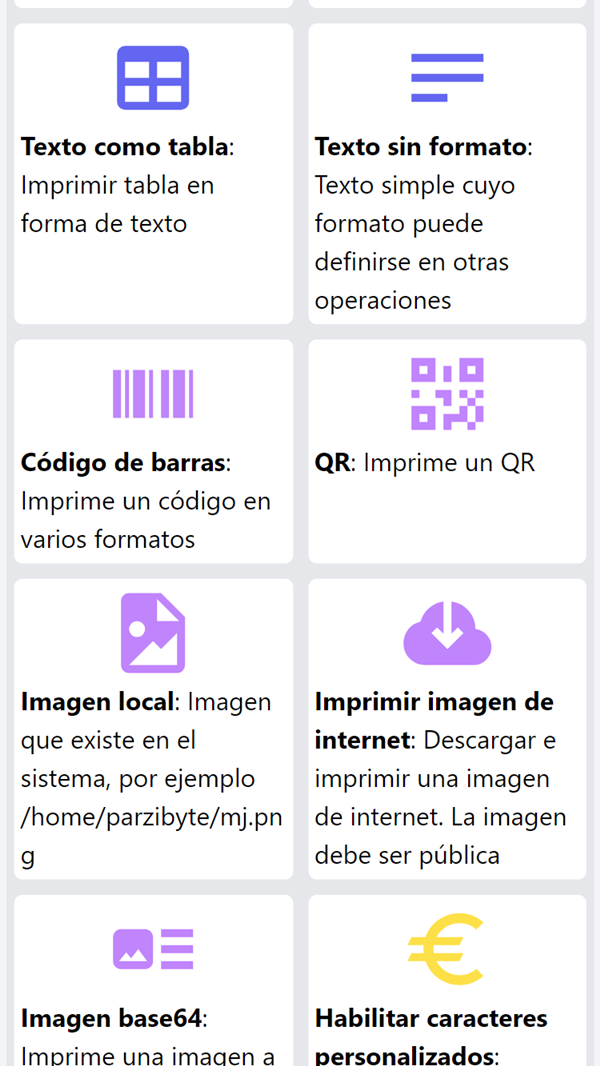 Texto como tabla:
Imprimir tabla en
forma de texto
Texto sin formato:
Texto simple cuyo
formato puede
definirse en otras
operaciones
Código de barras:
Imprime un código en
varios formatos
QR: Imprime un QR
Imagen local: Imagen
que existe en el
sistema, por ejemplo
/home/parzibyte/mj.pn
g
Imprimir imagen de
internet: Descargar e
imprimir una imagen
de internet. La imagen
debe ser pública
Imagen base64:
Imprime una imagen a
Habilitar caracteres
personalizados: